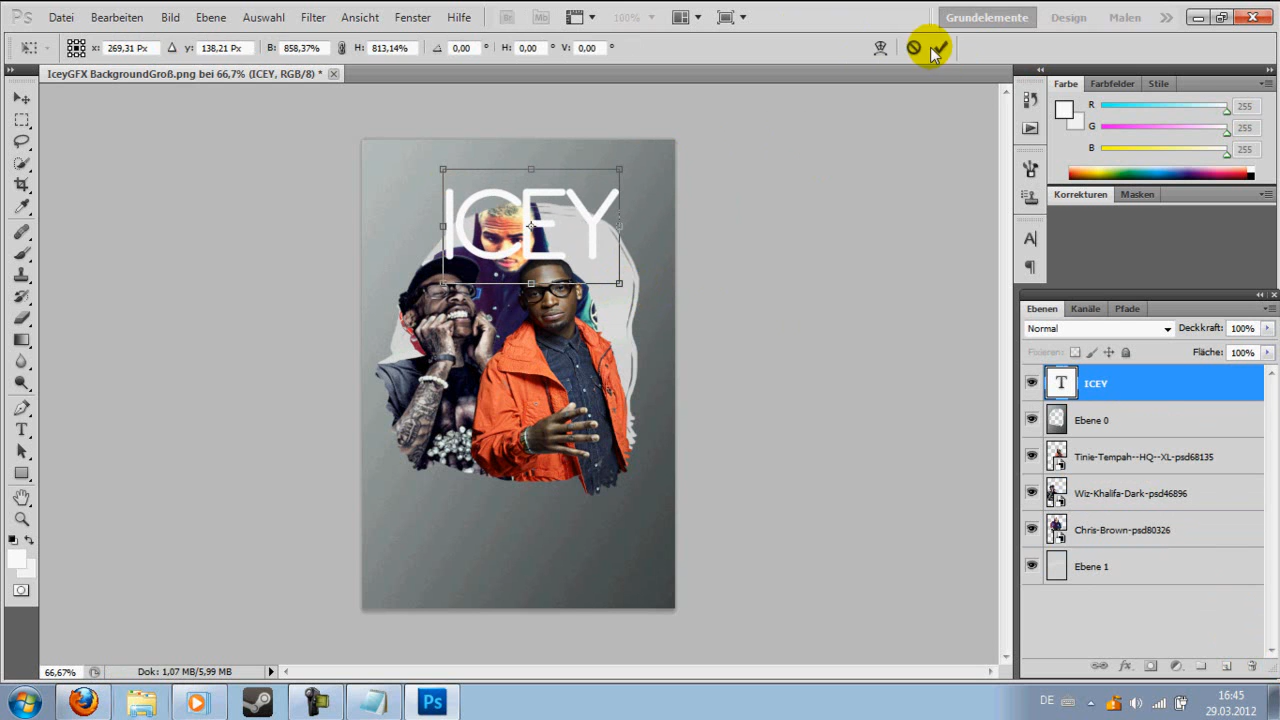 Ps Datei Bearbeiten Bild Ebene Auswahl Filter Ansicht Fenster Hilfe Br Mb 100% Grundelemente Design Malen
x: 269,31 Px y: 138,21 Px B: 858,37% H: 813,14% 0,00 ° H: 0,00 ° V: 0,00 °
IceyGFX BackgroundGroß.png bei 66,7% (ICEY, RGB/8) *
Farbe Farbfelder Stile
R 255
G 255
B 255
Korrekturen Masken
ICEY
Ebenen Kanäle Pfade
Normal Deckkraft: 100%
Fixieren: Fläche: 100%
T ICEY
Ebene 0
Tinie-Tempah--HQ--XL-psd68135
Wiz-Khalifa-Dark-psd46896
Chris-Brown-psd80326
Ebene 1
66,67% Dok: 1,07 MB/5,99 MB
Ps DE 16:45
29.03.2012